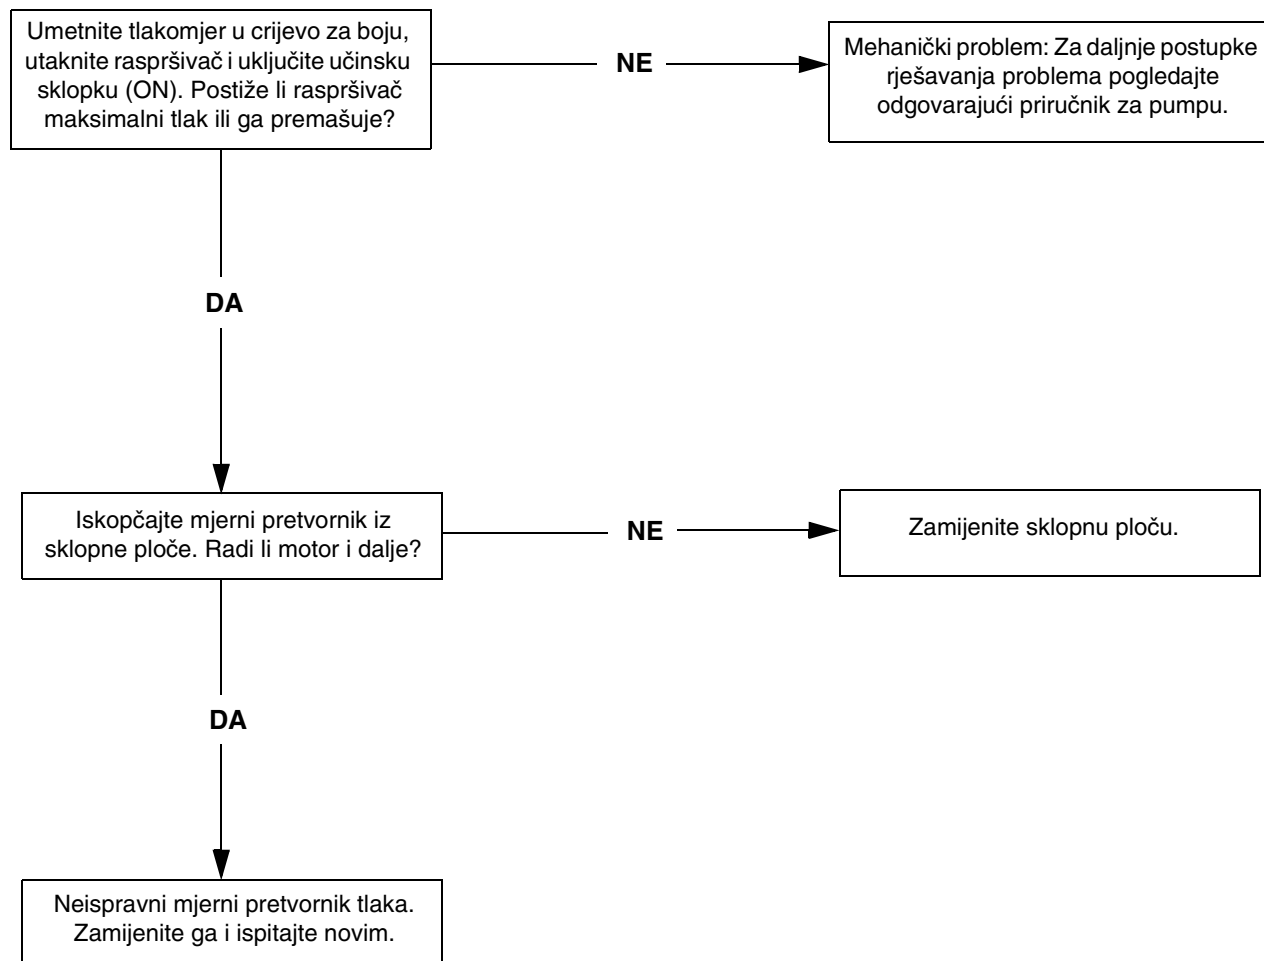 Umetnite tlakomjer u crijevo za boju,
utaknite raspršivač i uključite učinsku
sklopku (ON). Postiže li raspršivač
maksimalni tlak ili ga premašuje?
NE
Mehanički problem: Za daljnje postupke
rješavanja problema pogledajte
odgovarajući priručnik za pumpu.
DA
Iskopčajte mjerni pretvornik iz
sklopne ploče. Radi li motor i dalje?
NE
Zamijenite sklopnu ploču.
DA
Neispravni mjerni pretvornik tlaka.
Zamijenite ga i ispitajte novim.